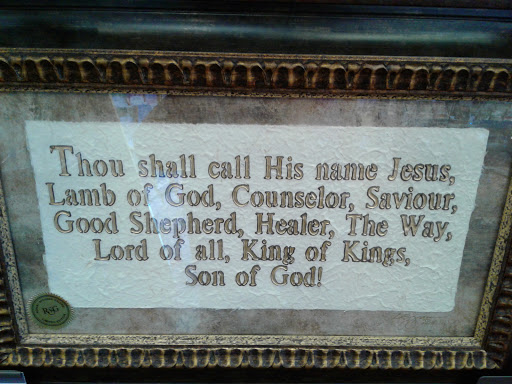 Thou shall call His name Jesus,
Lamb of God, Counselor, Saviour,
Good Shepherd, Healer, The Way,
Lord of all, King of Kings,
Son of God!